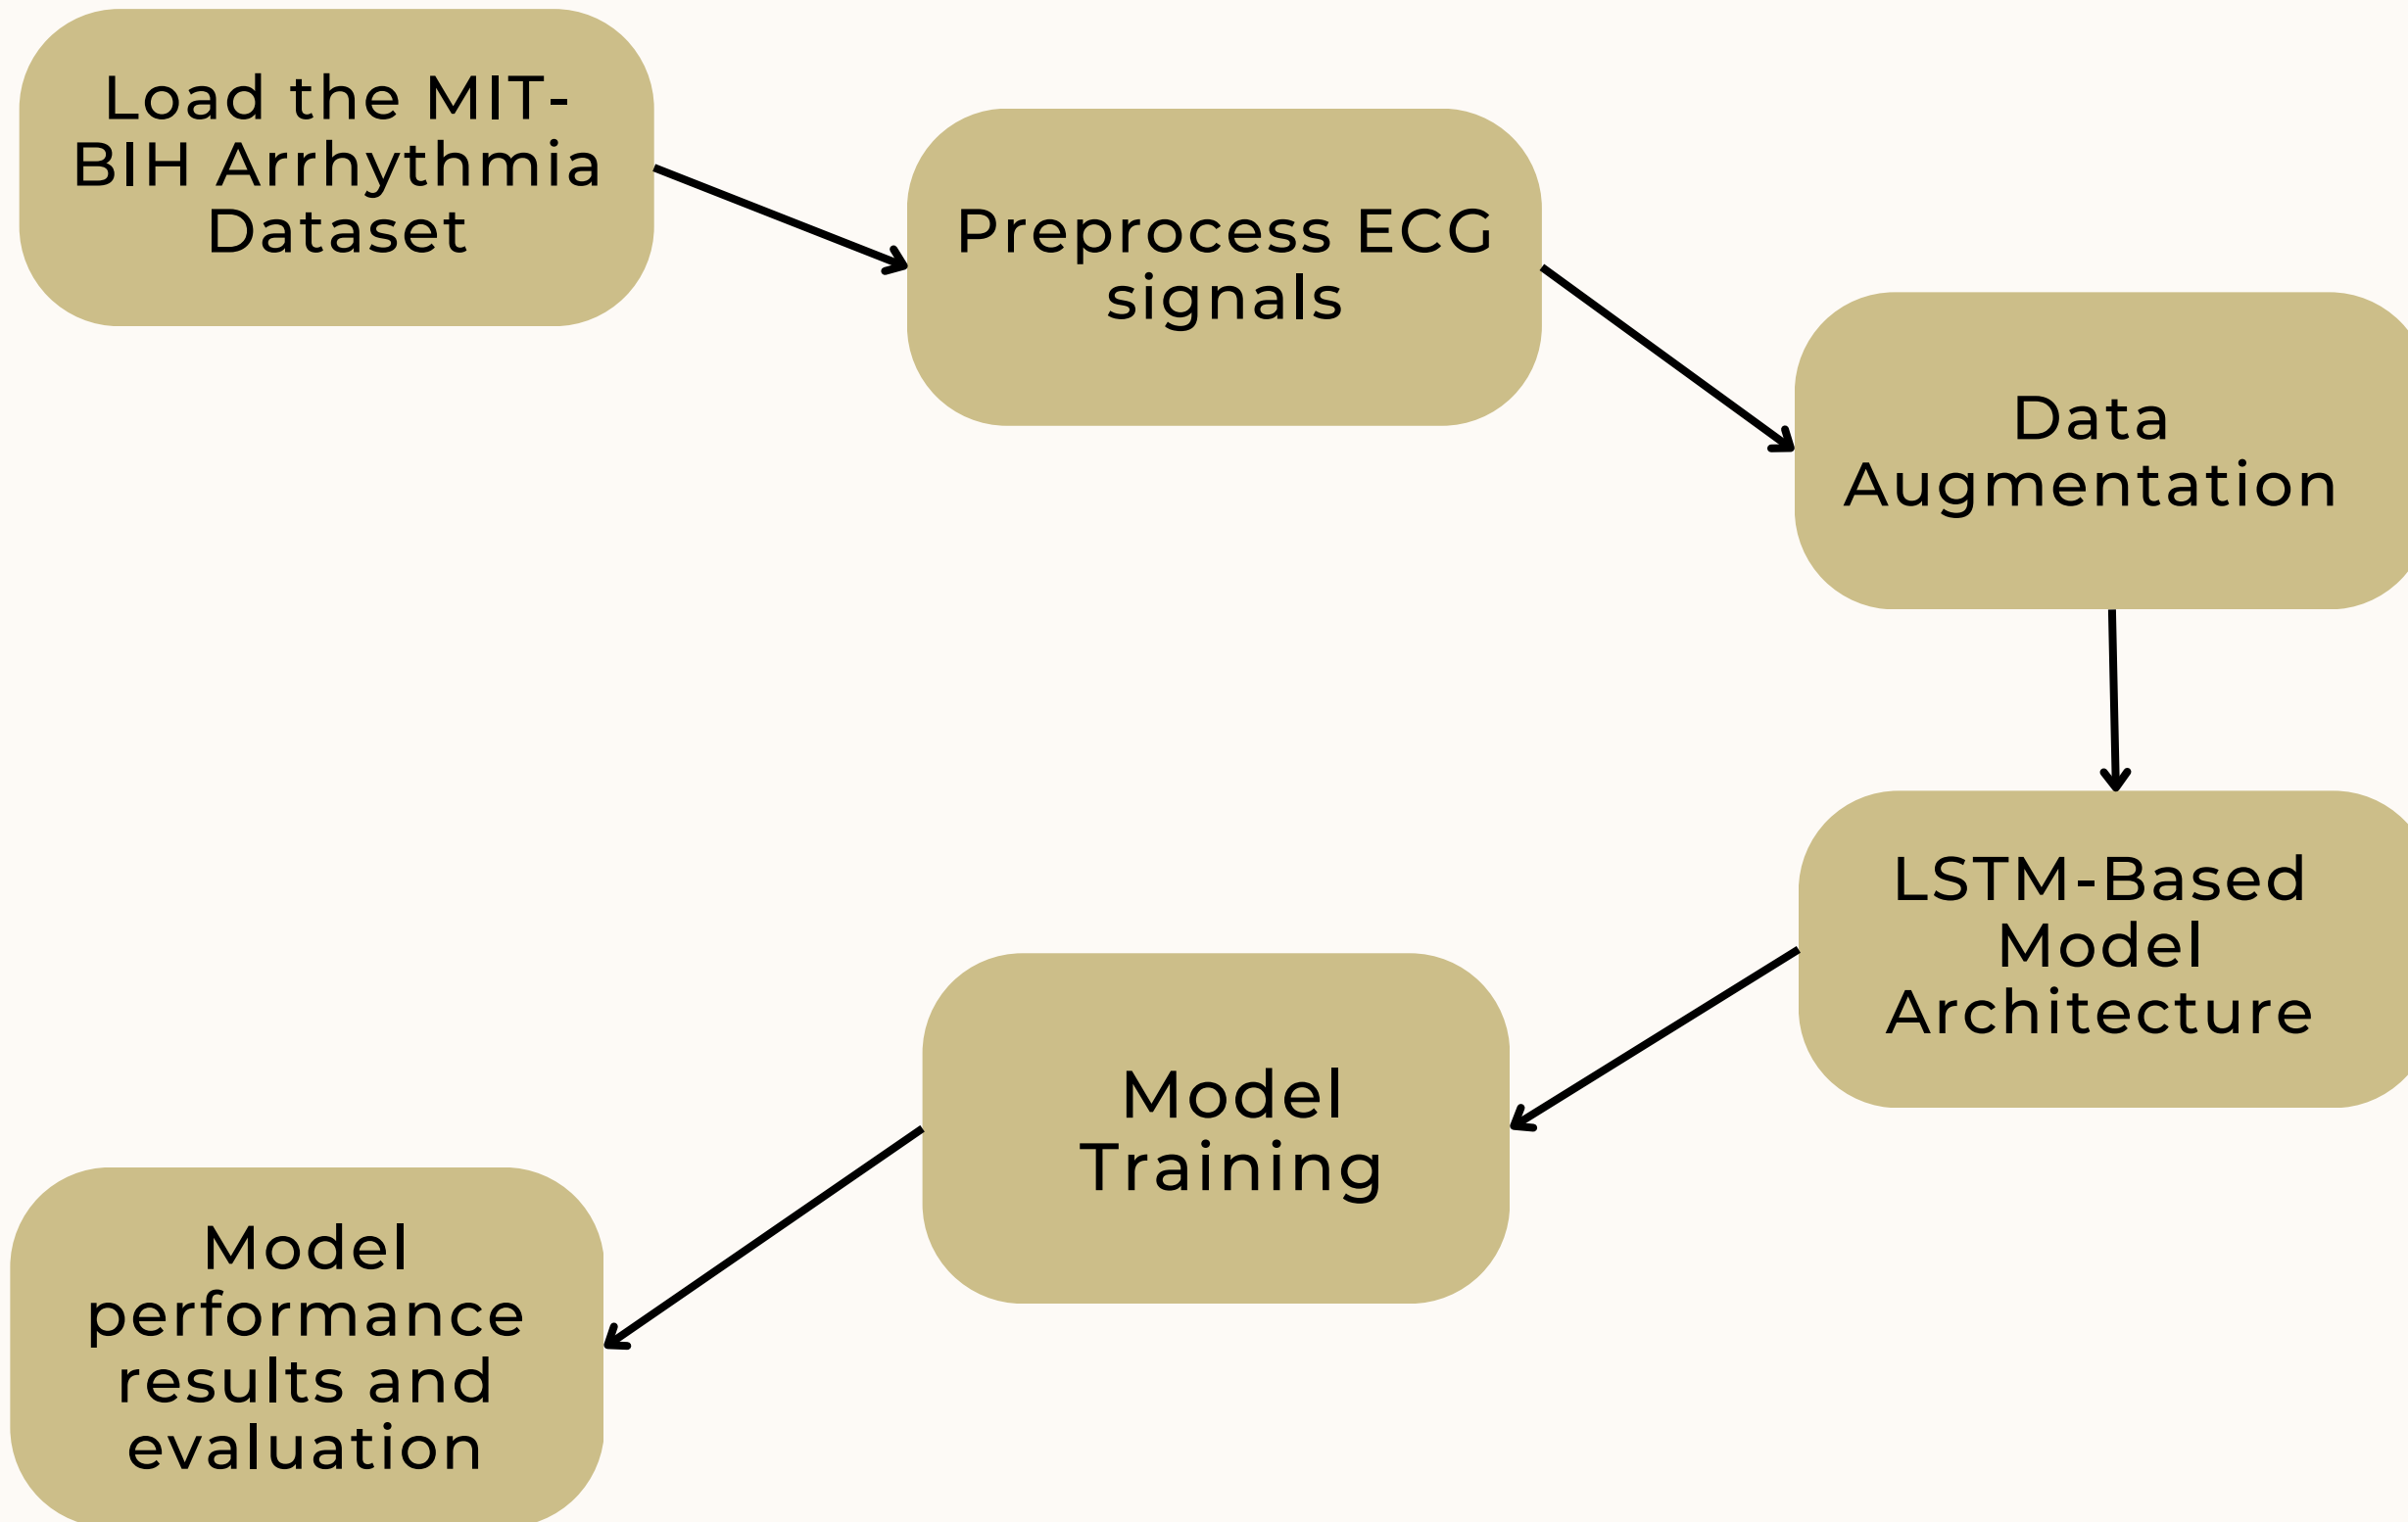 Load the MIT-
BIH Arrhythmia
Dataset
Preprocess ECG
signals
Data
Augmentation
LSTM-Based
Model
Architecture
Model
Training
Model
performance
results and
evaluation